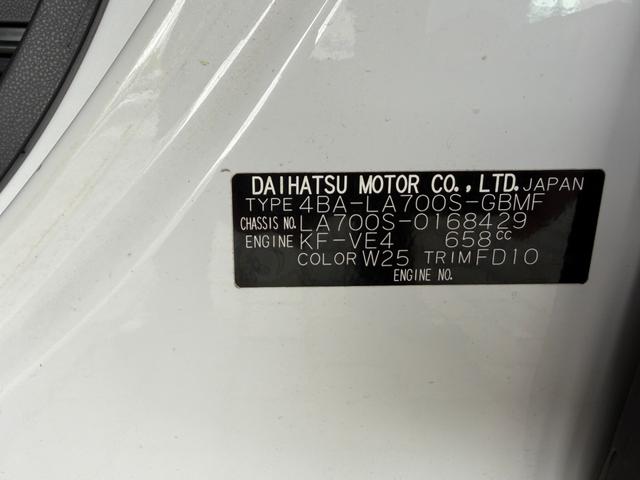 DAIHATSU MOTOR CO.,LTD. JAPAN
TYPE 4BA-LA700S-GBMF
CHASSIS NO. LA700S-0168429
ENGINE KF-VE4 658cc
COLOR W25 TRIM FD10
ENGINE NO.